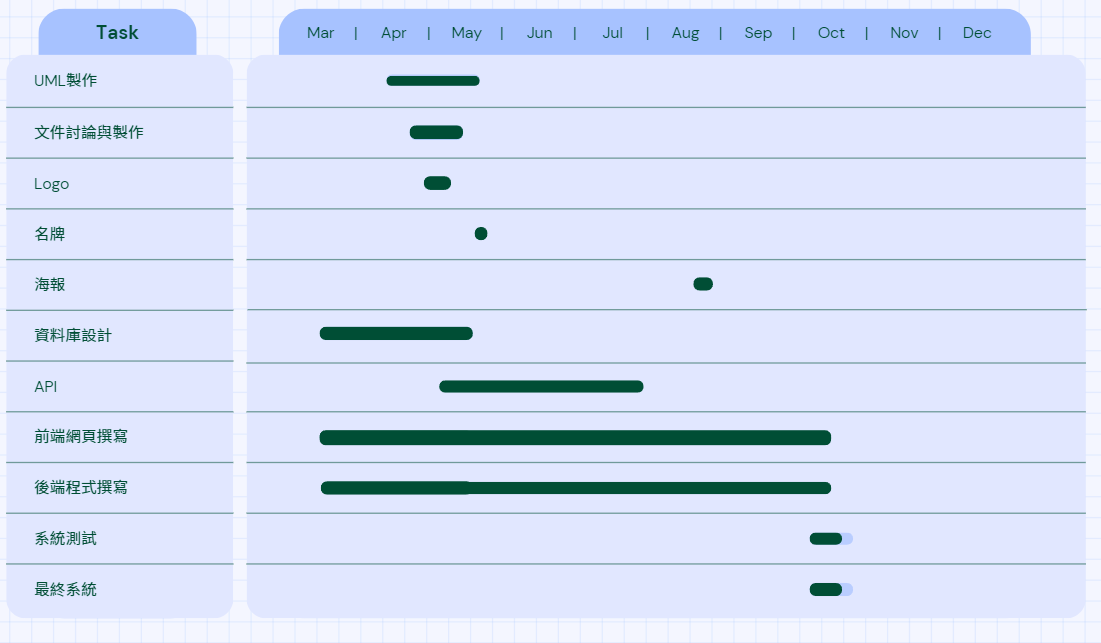 Task
Mar | Apr | May | Jun | Jul | Aug | Sep | Oct | Nov | Dec
UML製作
文件討論與製作
Logo
名牌
海報
資料庫設計
API
前端網頁撰寫
後端程式撰寫
系統測試
最終系統